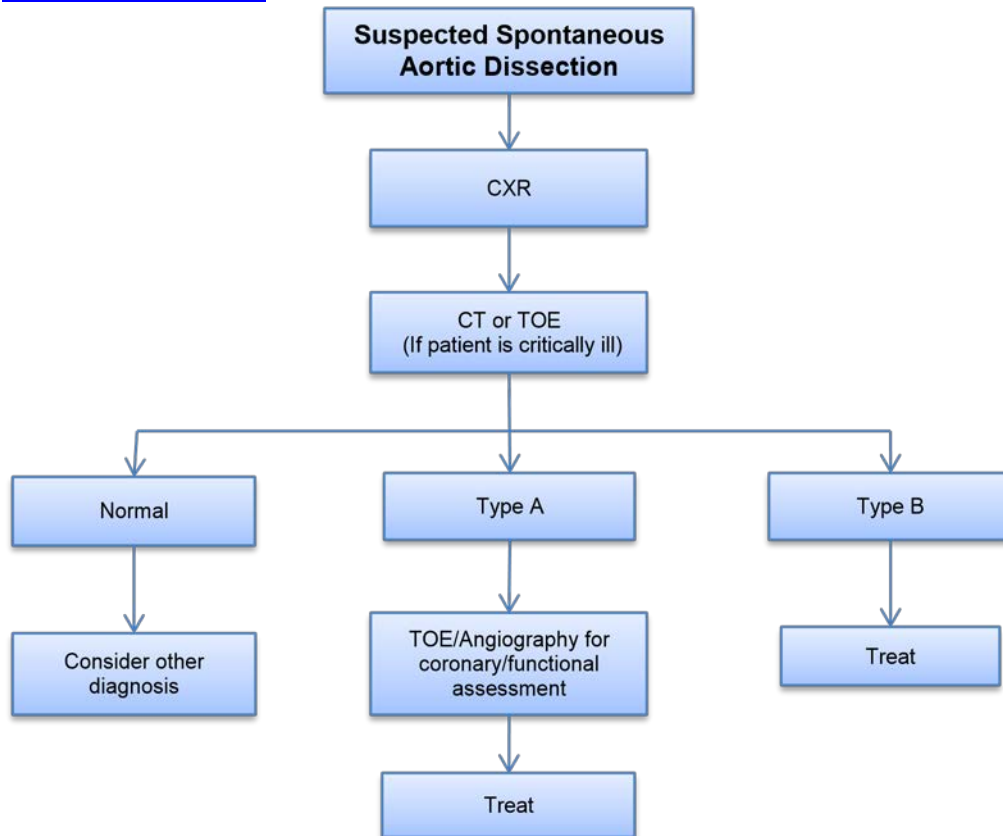 Suspected Spontaneous
Aortic Dissection
CXR
CT or TOE
(If patient is critically ill)
Normal
Type A
Type B
Consider other
diagnosis
TOE/Angiography for
coronary/functional
assessment
Treat
Treat